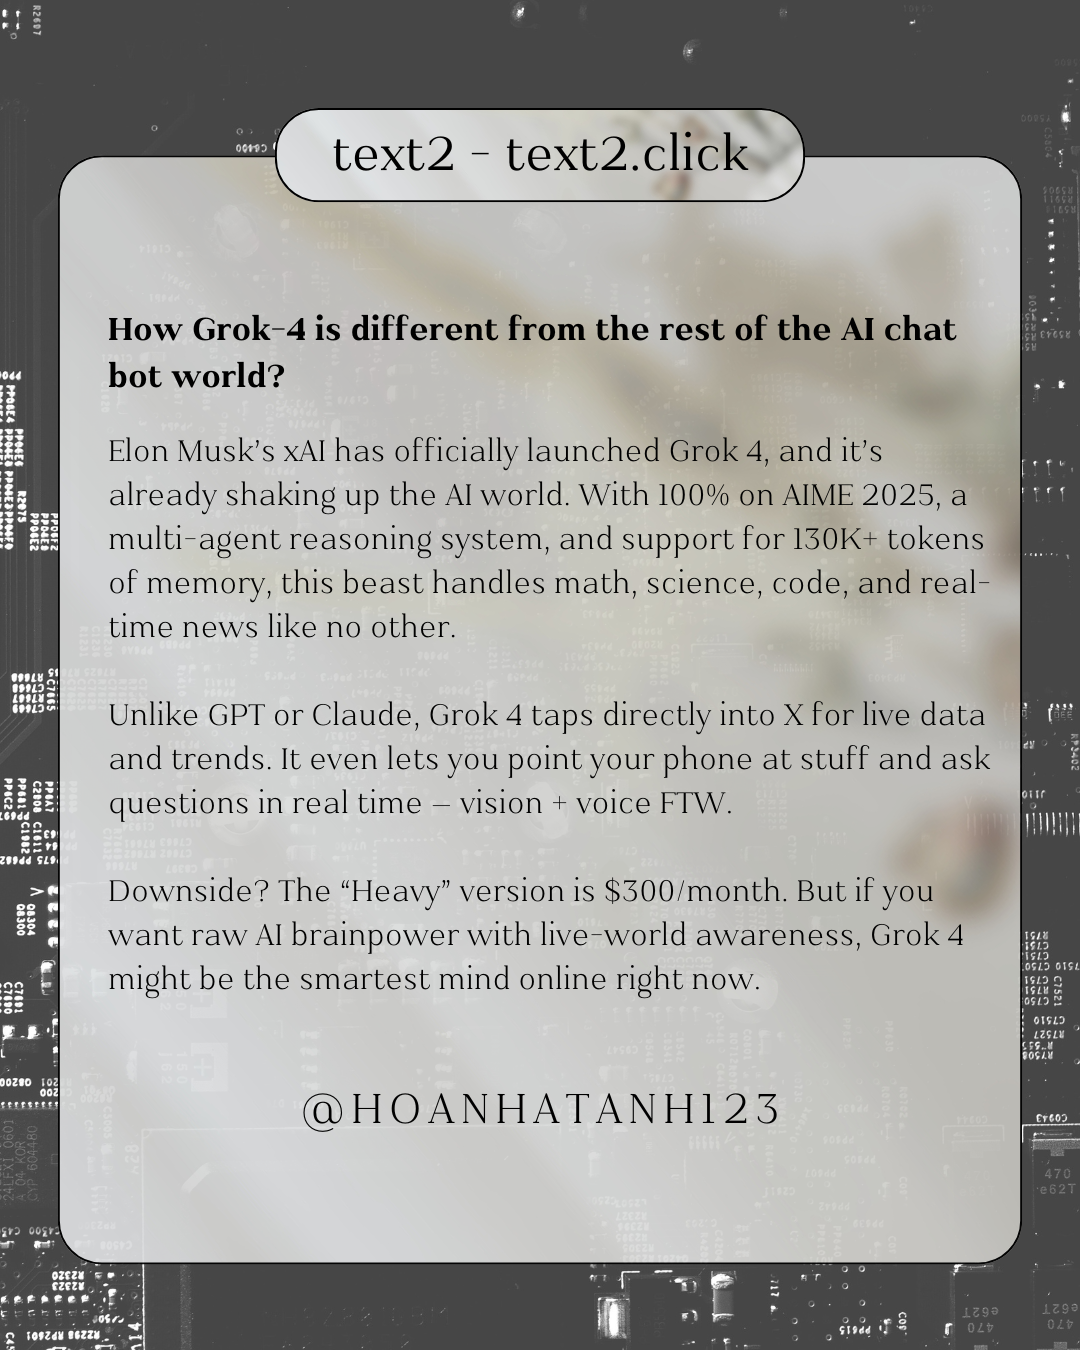 text2 - text2.click
How Grok-4 is different from the rest of the AI chat
bot world?
Elon Musk’s xAI has officially launched Grok 4, and it’s
already shaking up the AI world. With 100% on AIME 2025, a
multi-agent reasoning system, and support for 130K+ tokens
of memory, this beast handles math, science, code, and real-
time news like no other.
Unlike GPT or Claude, Grok 4 taps directly into X for live data
and trends. It even lets you point your phone at stuff and ask
questions in real time – vision + voice FTW.
Downside? The “Heavy” version is $300/month. But if you
want raw AI brainpower with live-world awareness, Grok 4
might be the smartest mind online right now.
@HOANHATANH123